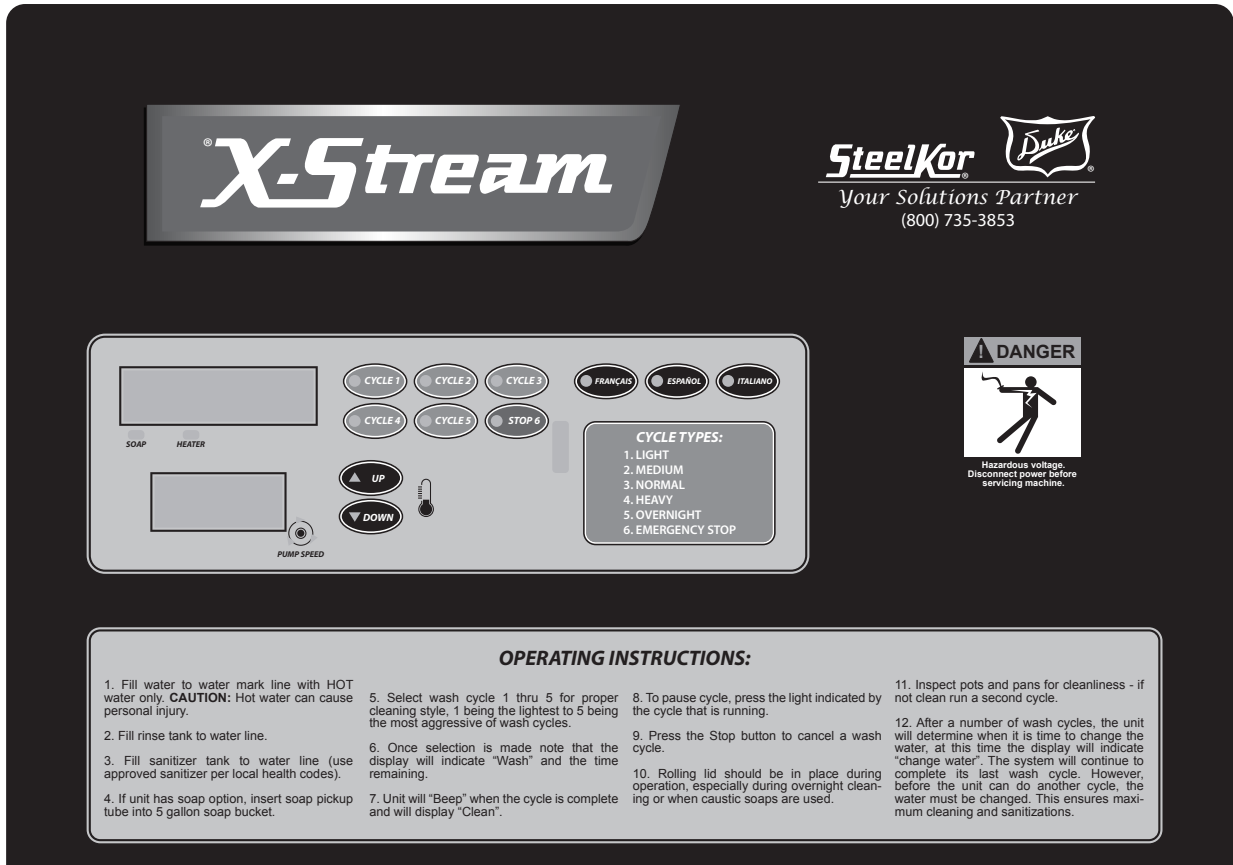 ® X-Stream
SteelKor®
Duke®
Your Solutions Partner
(800) 735-3853
CYCLE 1
CYCLE 2
CYCLE 3
FRANÇAIS
ESPAÑOL
ITALIANO
CYCLE 4
CYCLE 5
STOP 6
SOAP
HEATER
UP
DOWN
PUMP SPEED
CYCLE TYPES:
1. LIGHT
2. MEDIUM
3. NORMAL
4. HEAVY
5. OVERNIGHT
6. EMERGENCY STOP
! DANGER
Hazardous voltage.
Disconnect power before
servicing machine.
OPERATING INSTRUCTIONS:
1. Fill water to water mark line with HOT
water only. CAUTION: Hot water can cause
personal injury.
2. Fill rinse tank to water line.
3. Fill sanitizer tank to water line (use
approved sanitizer per local health codes).
4. If unit has soap option, insert soap pickup
tube into 5 gallon soap bucket.
5. Select wash cycle 1 thru 5 for proper
cleaning style, 1 being the lightest to 5 being
the most aggressive of wash cycles.
6. Once selection is made note that the
display will indicate “Wash” and the time
remaining.
7. Unit will “Beep” when the cycle is complete
and will display “Clean”.
8. To pause cycle, press the light indicated by
the cycle that is running.
9. Press the Stop button to cancel a wash
cycle.
10. Rolling lid should be in place during
operation, especially during overnight clean-
ing or when caustic soaps are used.
11. Inspect pots and pans for cleanliness - if
not clean run a second cycle.
12. After a number of wash cycles, the unit
will determine when it is time to change the
water, at this time the display will indicate
“change water”. The system will continue to
complete its last wash cycle. However,
before the unit can do another cycle, the
water must be changed. This ensures maxi-
mum cleaning and sanitizations.